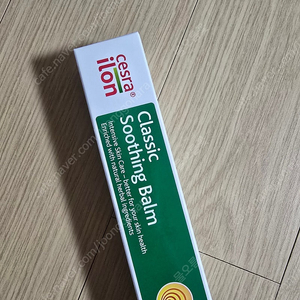 cesra®
ilon
Classic
Soothing Balm
Intensive Skin Care – better for your skin health
Enriched with natural herbal ingredients